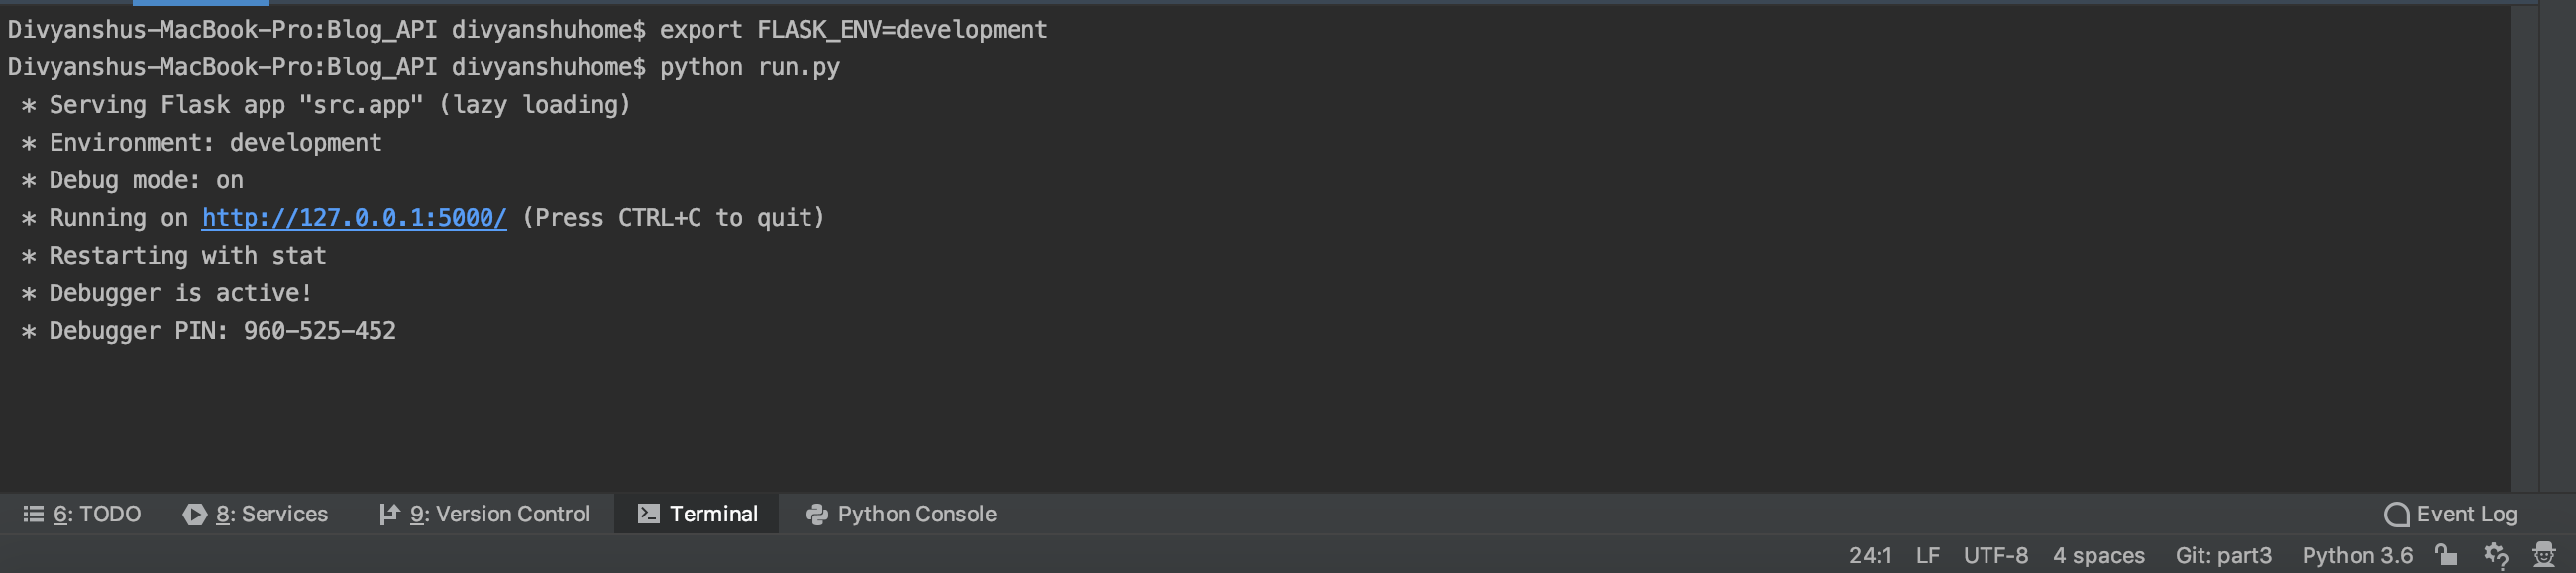 Divyanshus-MacBook-Pro:Blog_API divyanshuhome$ export FLASK_ENV=development
Divyanshus-MacBook-Pro:Blog_API divyanshuhome$ python run.py
* Serving Flask app "src.app" (lazy loading)
* Environment: development
* Debug mode: on
* Running on http://127.0.0.1:5000/ (Press CTRL+C to quit)
* Restarting with stat
* Debugger is active!
* Debugger PIN: 960-525-452
6: TODO 8: Services 9: Version Control Terminal Python Console Event Log
24:1 LF UTF-8 4 spaces Git: part3 Python 3.6